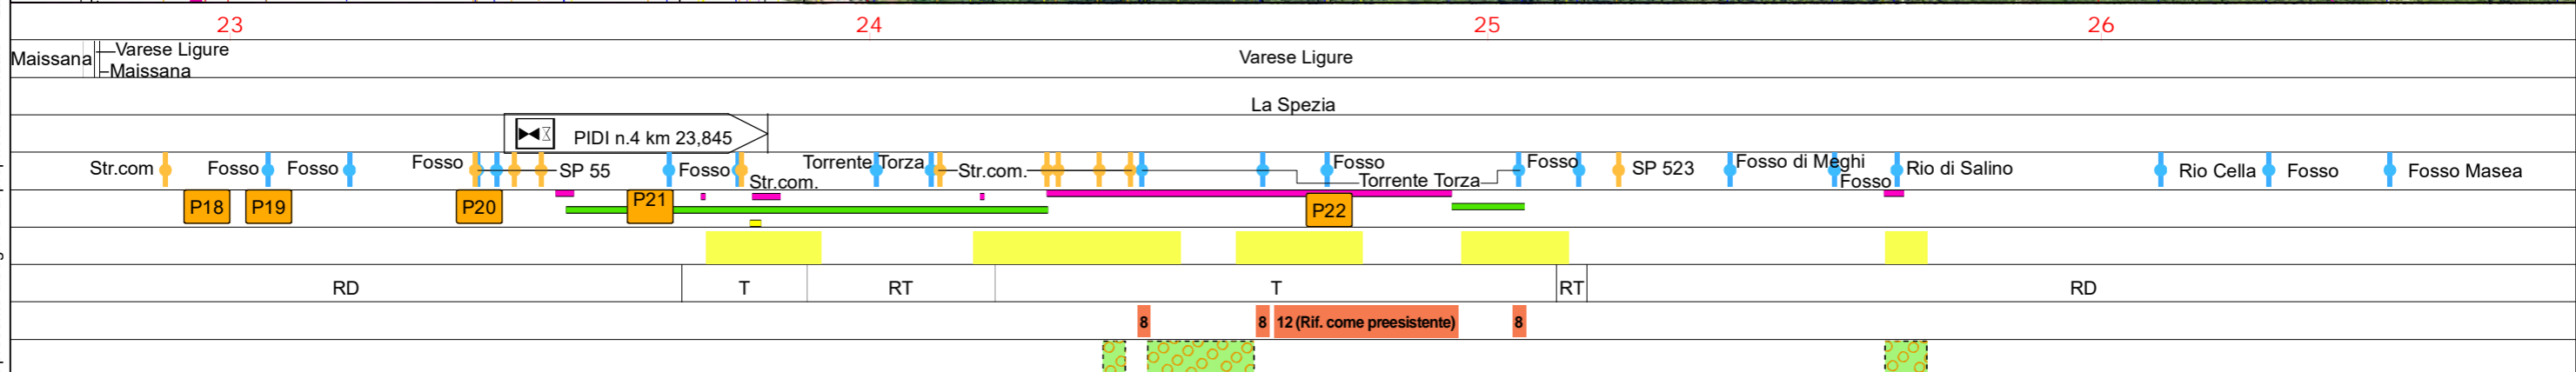 23 24 25 26
Maissana Varese Ligure Varese Ligure
Maissana
La Spezia
PIDI n.4 km 23,845
Str.com Fosso Fosso Fosso SP 55 Fosso Torrente Torza Str.com. Fosso Fosso SP 523 Fosso di Meghi Rio di Salino Rio Cella Fosso Fosso Masea
Str.com. Torrente Torza Fosso
P18 P19 P20 P21 P22
RD T RT T RT RD
8 8 12 (Rif. come preesistente) 8